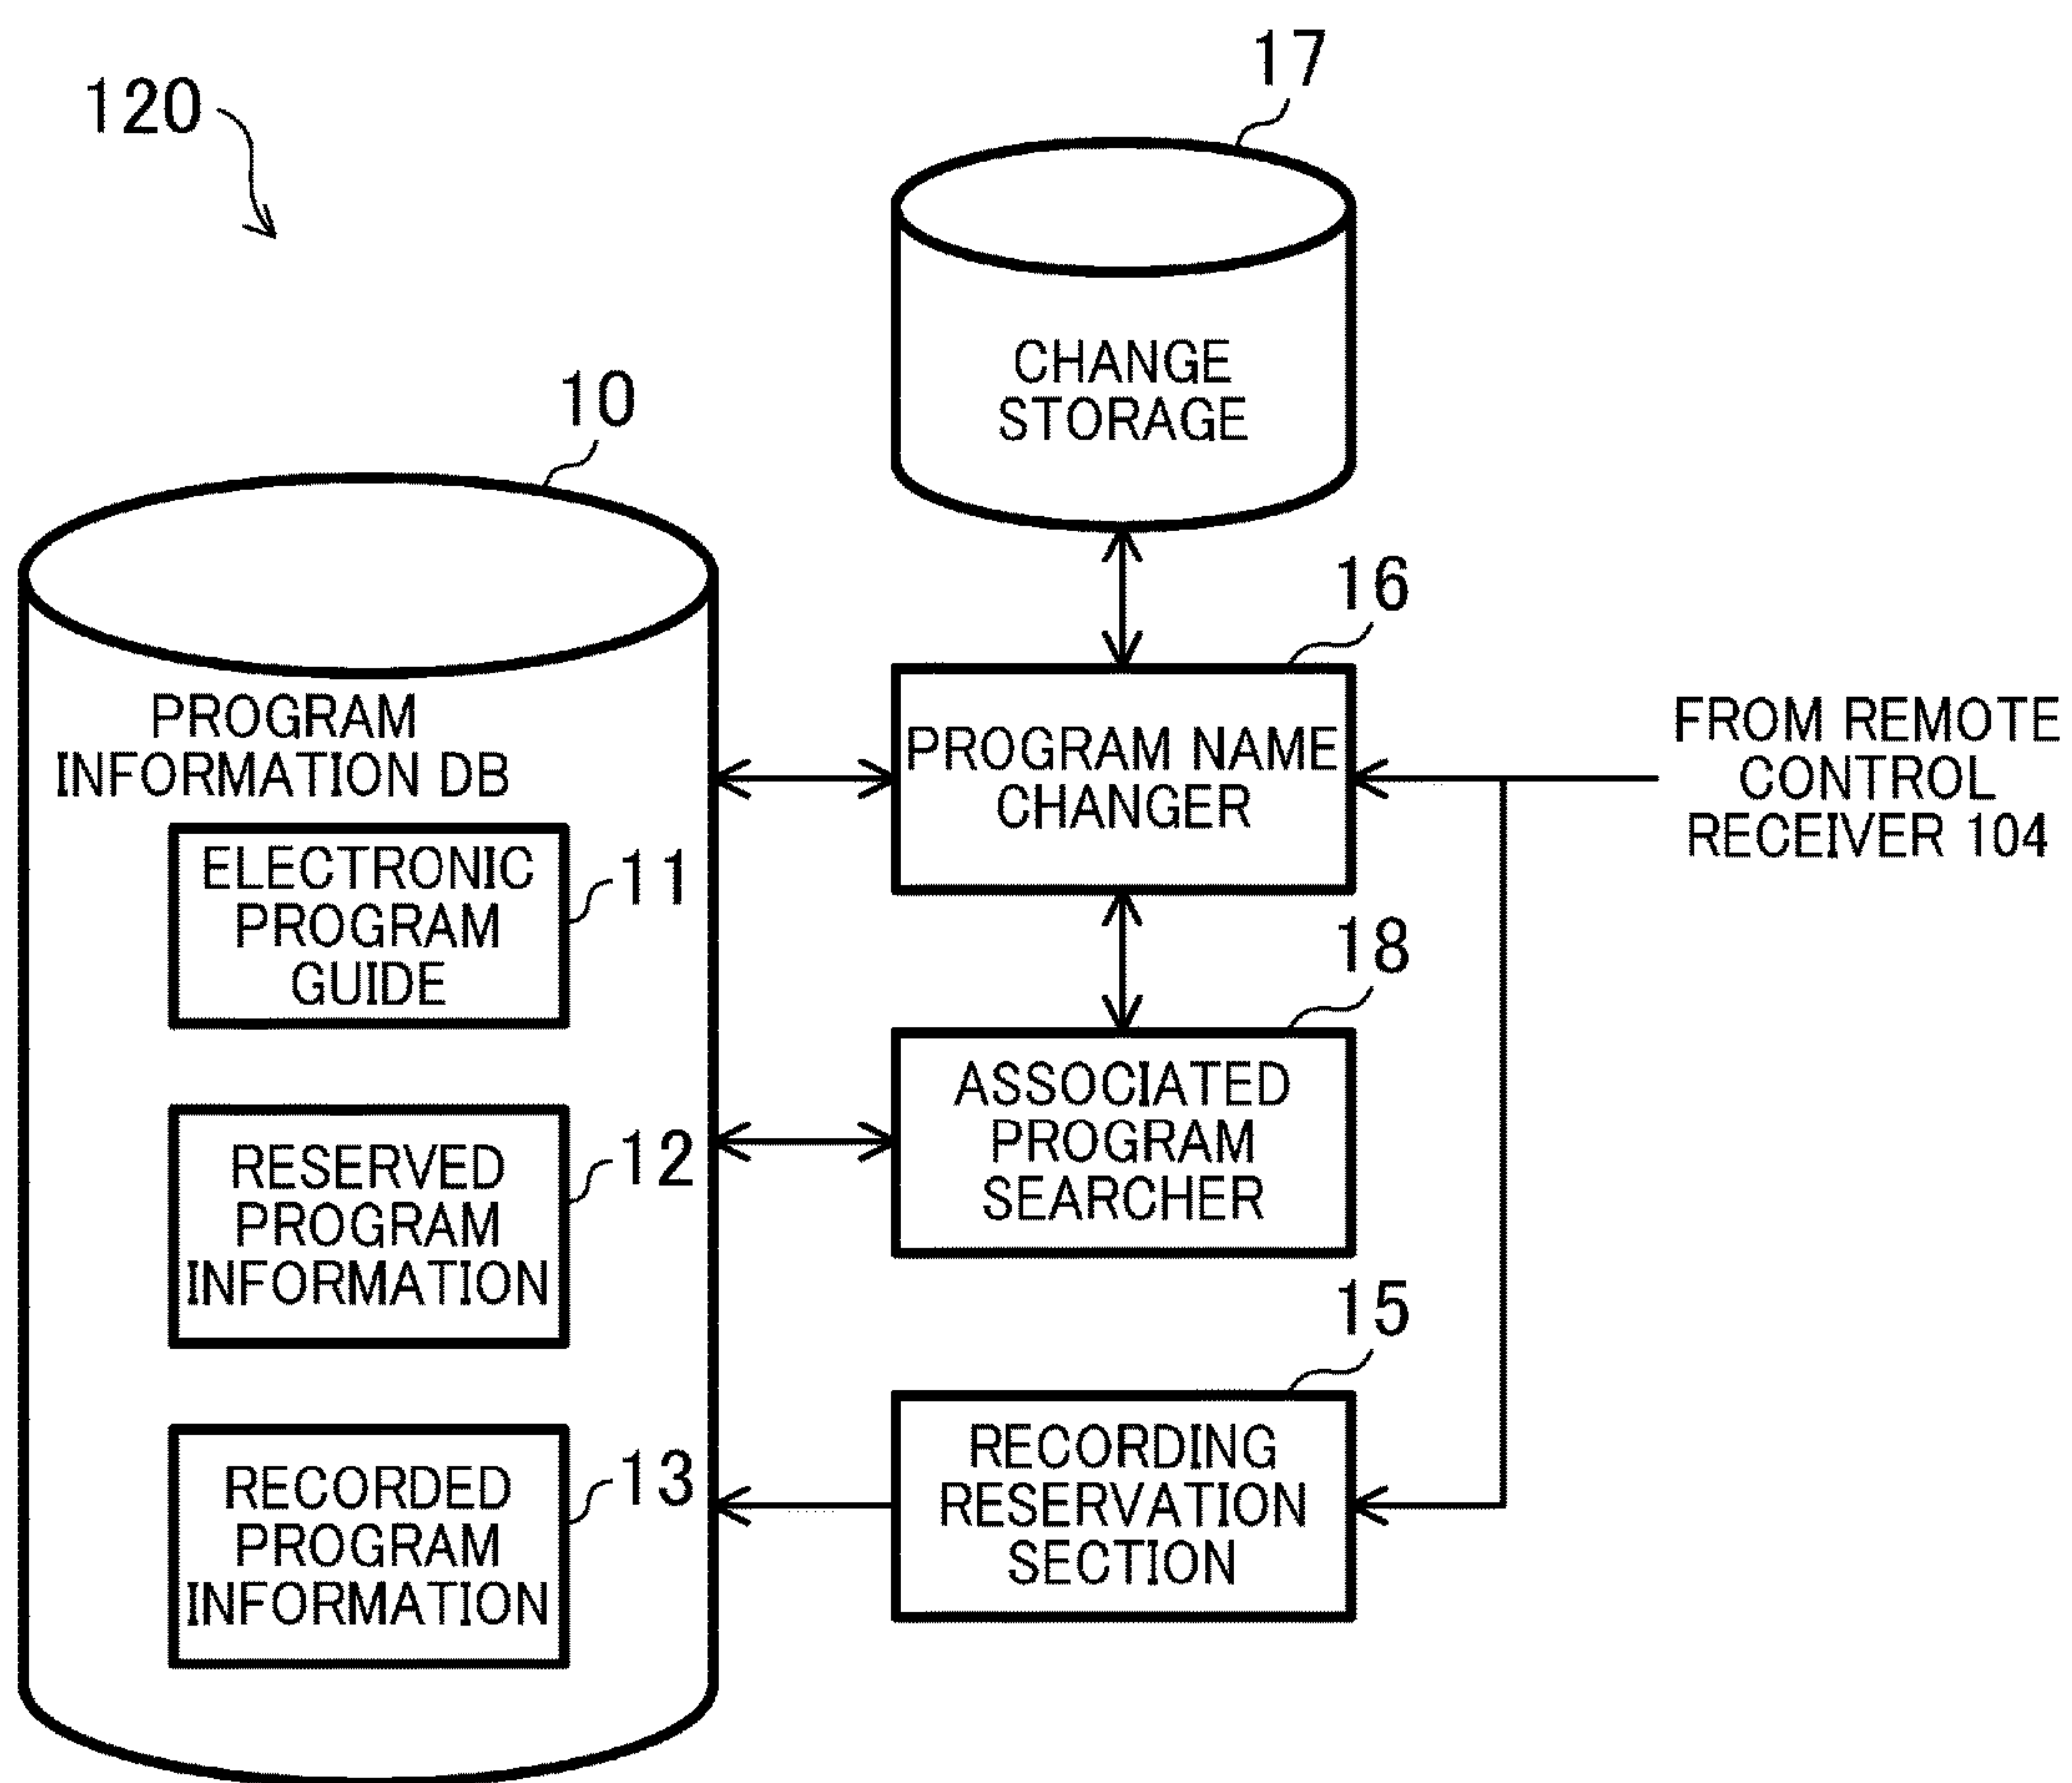 120
17
CHANGE
STORAGE
10
PROGRAM
INFORMATION DB
ELECTRONIC
PROGRAM
GUIDE
11
RESERVED
PROGRAM
INFORMATION
12
RECORDED
PROGRAM
INFORMATION
13
16
PROGRAM NAME
CHANGER
FROM REMOTE
CONTROL
RECEIVER 104
18
ASSOCIATED
PROGRAM
SEARCHER
15
RECORDING
RESERVATION
SECTION